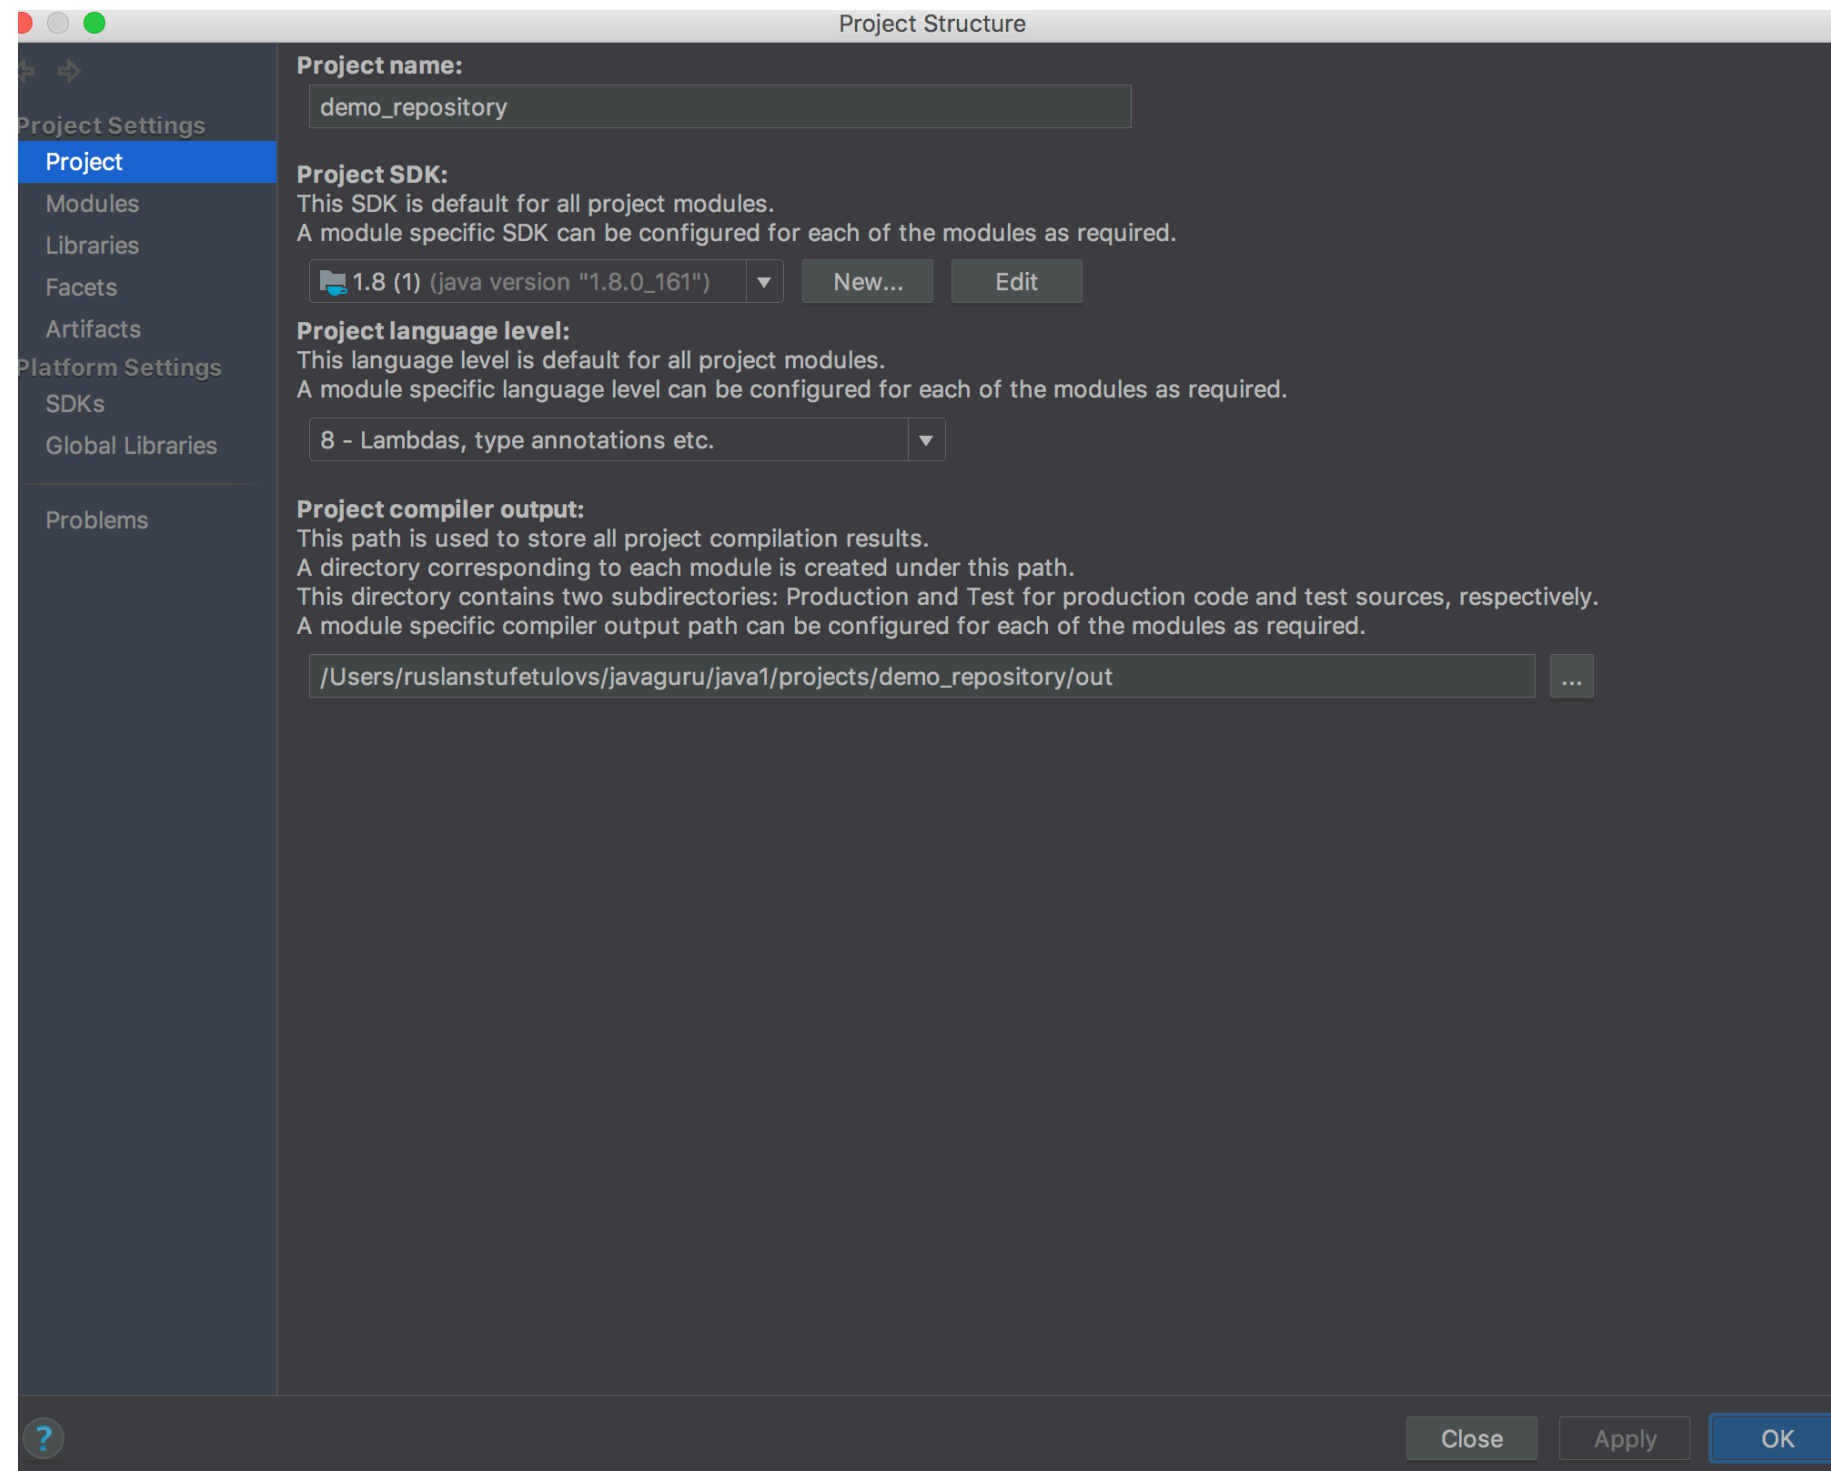 Project Structure
Project Settings
Project
Modules
Libraries
Facets
Artifacts
Platform Settings
SDKs
Global Libraries
Problems
Project name:
demo_repository
Project SDK:
This SDK is default for all project modules.
A module specific SDK can be configured for each of the modules as required.
1.8 (1) (java version "1.8.0_161")
New...
Edit
Project language level:
This language level is default for all project modules.
A module specific language level can be configured for each of the modules as required.
8 - Lambdas, type annotations etc.
Project compiler output:
This path is used to store all project compilation results.
A directory corresponding to each module is created under this path.
This directory contains two subdirectories: Production and Test for production code and test sources, respectively.
A module specific compiler output path can be configured for each of the modules as required.
/Users/ruslanstufetulovs/javaguru/java1/projects/demo_repository/out
...
?
Close
Apply
OK